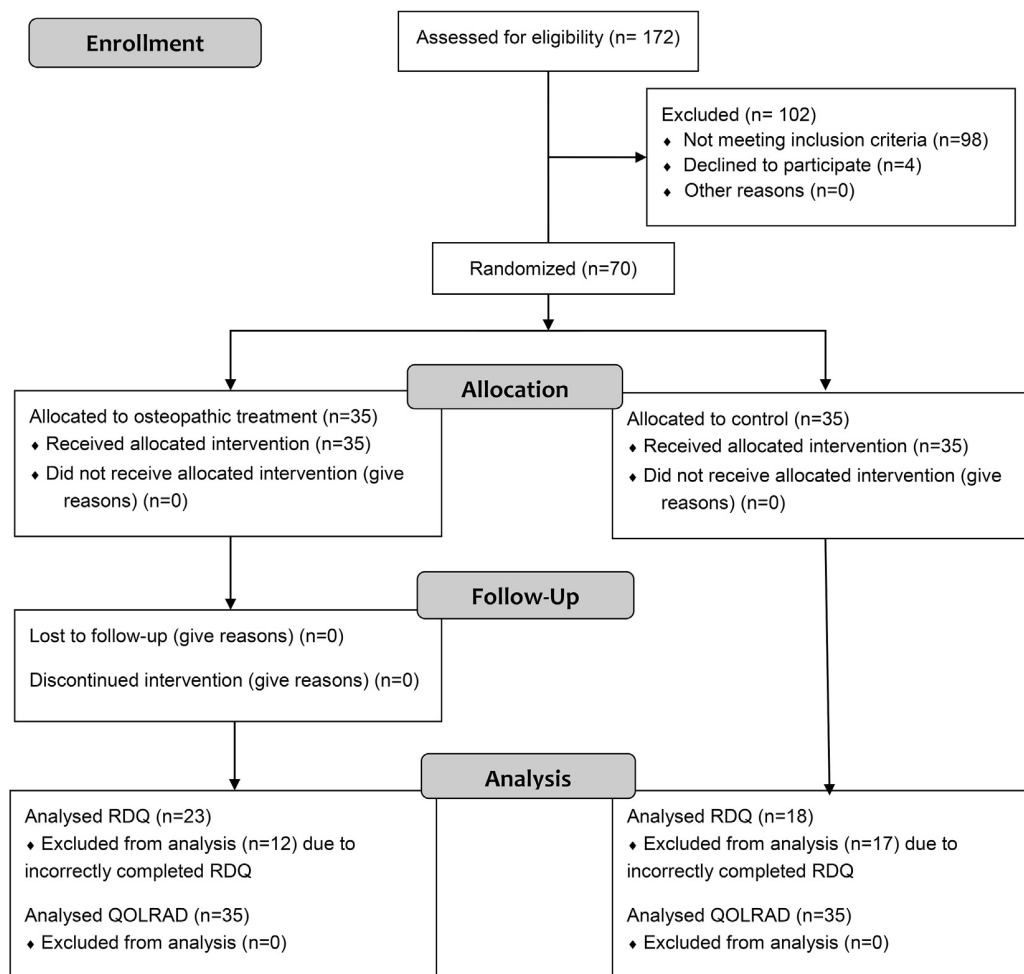 Enrollment
Assessed for eligibility (n= 172)
Excluded (n= 102)
♦ Not meeting inclusion criteria (n=98)
♦ Declined to participate (n=4)
♦ Other reasons (n=0)
Randomized (n=70)
Allocation
Allocated to osteopathic treatment (n=35)
♦ Received allocated intervention (n=35)
♦ Did not receive allocated intervention (give
reasons) (n=0)
Allocated to control (n=35)
♦ Received allocated intervention (n=35)
♦ Did not receive allocated intervention (give
reasons) (n=0)
Follow-Up
Lost to follow-up (give reasons) (n=0)
Discontinued intervention (give reasons) (n=0)
Analysis
Analysed RDQ (n=23)
♦ Excluded from analysis (n=12) due to
incorrectly completed RDQ
Analysed QOLRAD (n=35)
♦ Excluded from analysis (n=0)
Analysed RDQ (n=18)
♦ Excluded from analysis (n=17) due to
incorrectly completed RDQ
Analysed QOLRAD (n=35)
♦ Excluded from analysis (n=0)